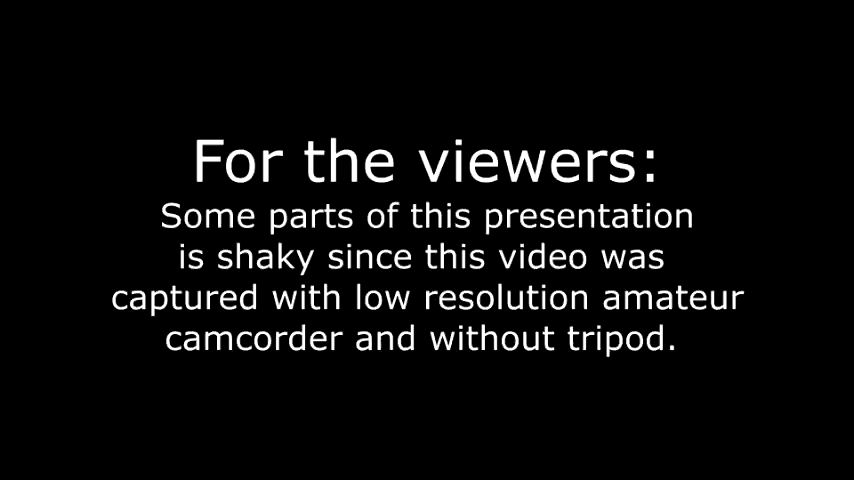 For the viewers:
Some parts of this presentation
is shaky since this video was
captured with low resolution amateur
camcorder and without tripod.